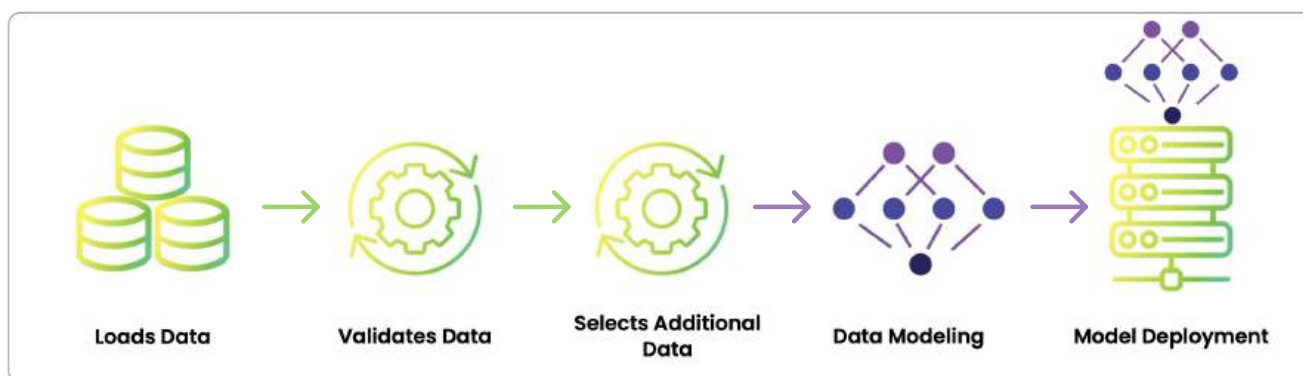 Loads Data
Validates Data
Selects Additional
Data
Data Modeling
Model Deployment